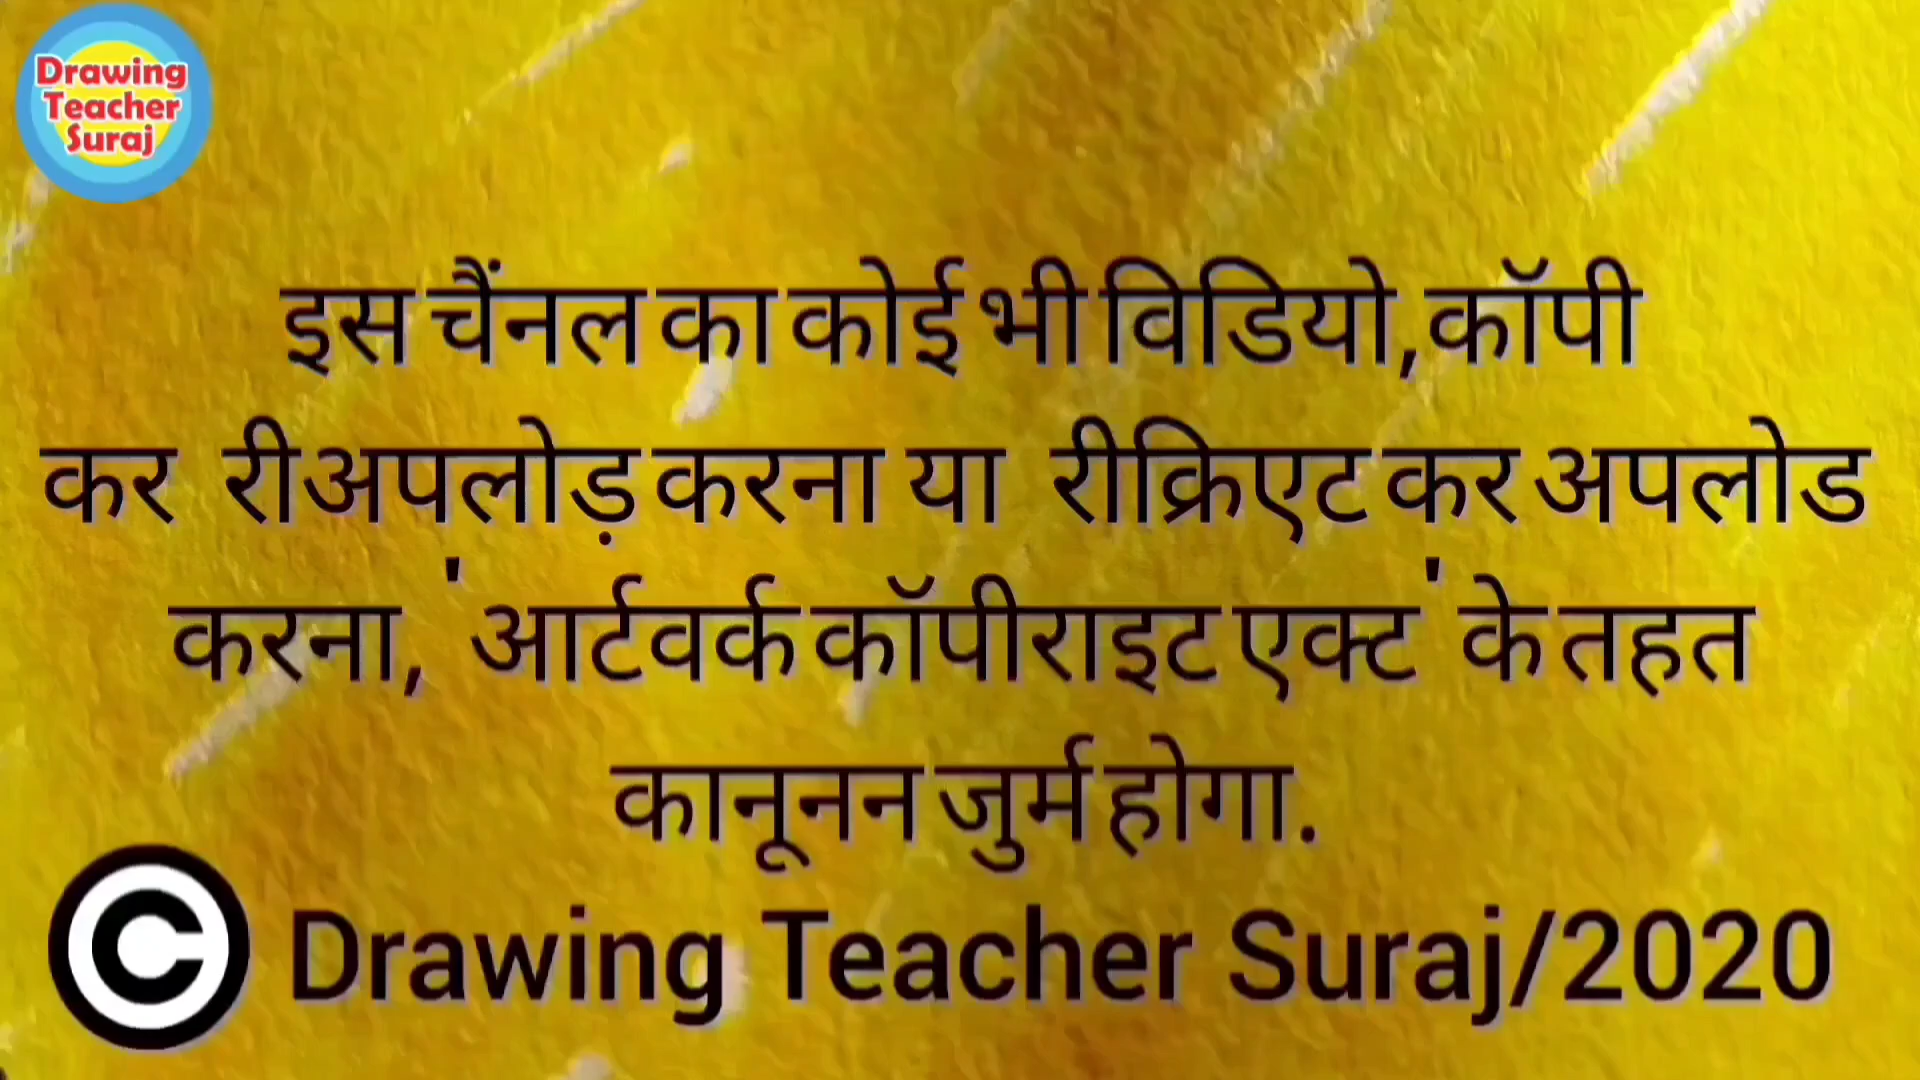 Drawing
Teacher
Suraj
इस चैंनल का कोई भी विडियो,कॉपी
कर रीअपलोड़ करना या रीक्रिएट कर अपलोड
करना, 'आर्टवर्क कॉपीराइट एक्ट' के तहत
कानूनन जुर्म होगा.
© Drawing Teacher Suraj/2020